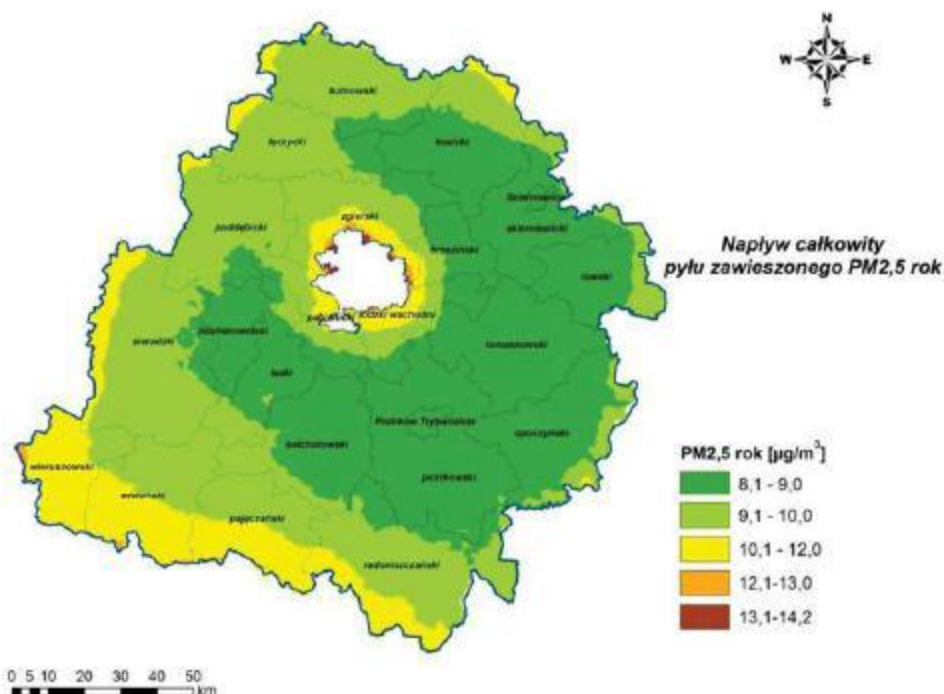 N
W E
S
kutnowski
łęczycki
łowicki
Skierniewice
skierniewicki
zgierski
poddębicki
brzeziński
rawski
Napływ całkowity
pyłu zawieszonego PM2,5 rok
łódzki wschodni
sieradzki
zduńskowolski
tomaszowski
łaski
Piotrków Trybunalski
opoczyński
bełchatowski
wieruszowski
piotrkowski
wieluński
pajęczański
radomszczański
PM2,5 rok [µg/m³]
8,1 - 9,0
9,1 - 10,0
10,1 - 12,0
12,1-13,0
13,1-14,2
0 5 10 20 30 40 50
km